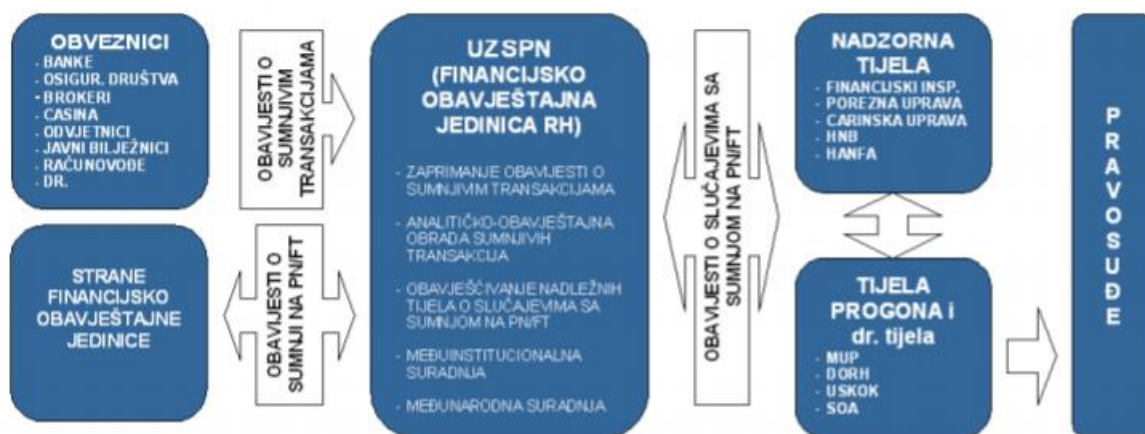 OBVEZNICI
- BANKE
- OSIGUR. DRUŠTVA
- BROKERI
- CASINA
- ODVJETNICI
- JAVNI BILJEŽNICI
- RAČUNOVOĐE
- DR.
OBAVIJESTI O
SUMNJIVIM
TRANSAKCIJAMA
STRANE
FINANCIJSKO
OBAVJEŠTAJNE
JEDINICE
OBAVIJESTI O
SUMNJI NA PN/FT
UZSPN
(FINANCIJSKO
OBAVJEŠTAJNA
JEDINICA RH)
- ZAPRIMANJE OBAVIJESTI O
SUMNJIVIM TRANSAKCIJAMA
- ANALITIČKO-OBAVJEŠTAJNA
OBRADA SUMNJIVIH
TRANSAKCIJA
- OBAVJEŠĆIVANJE NADLEŽNIH
TIJELA O SLUČAJEVIMA SA
SUMNJOM NA PN/FT
- MEĐUINSTITUCIONALNA
SURADNJA
- MEĐUNARODNA SURADNJA
OBAVIJESTI O SLUČAJEVIMA SA
SUMNJOM NA PN/FT
NADZORNA
TIJELA
- FINANCIJSKI INSP.
- POREZNA UPRAVA
- CARINSKA UPRAVA
- HNB
- HANFA
TIJELA
PROGONA i
dr. tijela
- MUP
- DORH
- USKOK
- SOA
PRAVOSUĐE